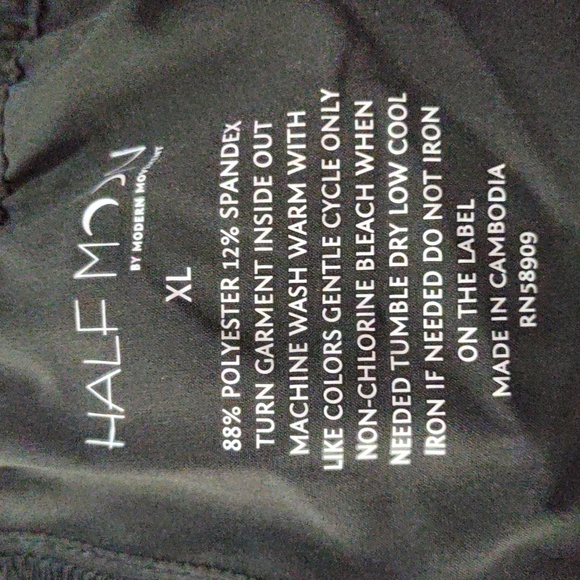 HALF MOON
BY MODERN MOVEMENT
XL
88% POLYESTER 12% SPANDEX
TURN GARMENT INSIDE OUT
MACHINE WASH WARM WITH
LIKE COLORS GENTLE CYCLE ONLY
NON-CHLORINE BLEACH WHEN
NEEDED TUMBLE DRY LOW COOL
IRON IF NEEDED DO NOT IRON
ON THE LABEL
MADE IN CAMBODIA
RN58909